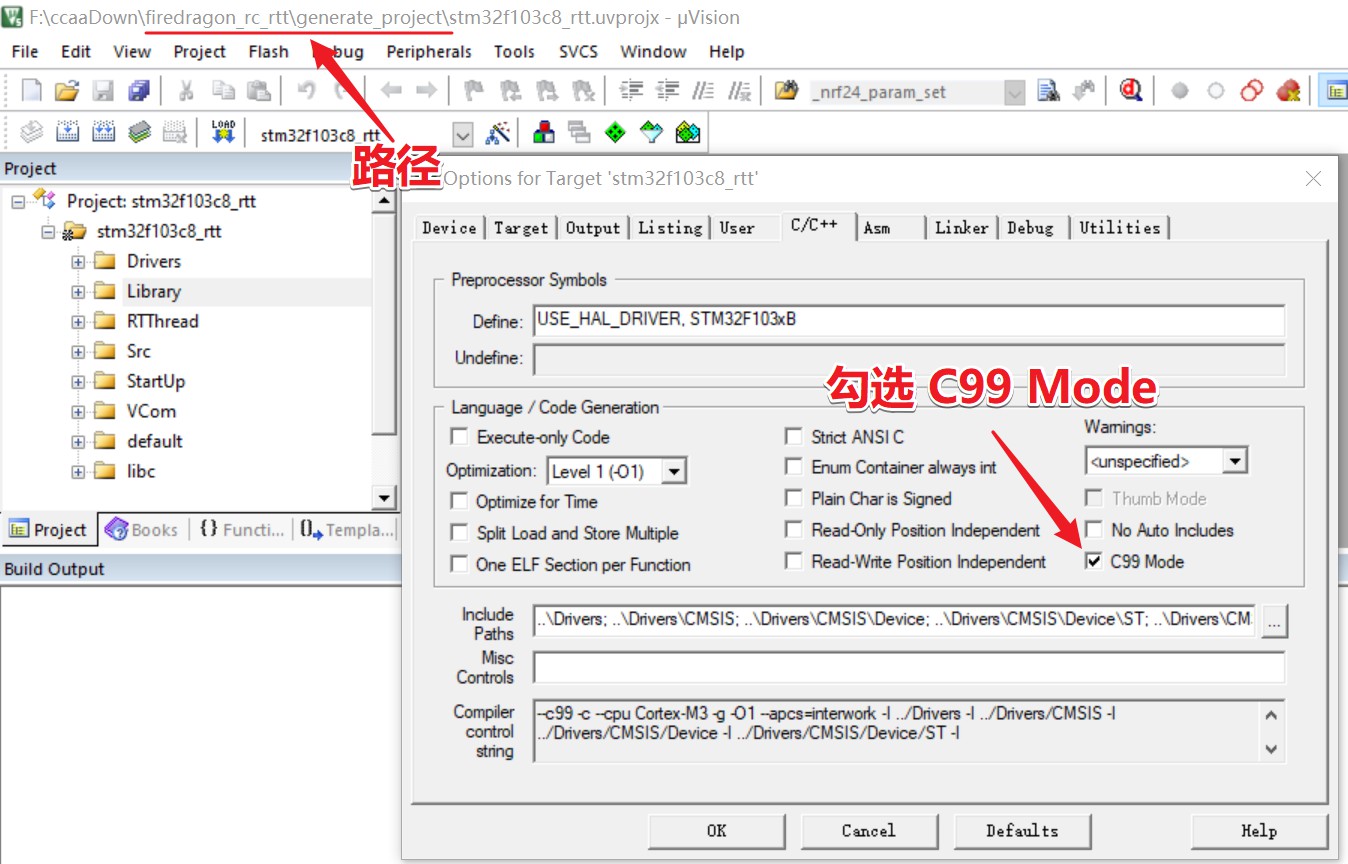 F:\ccaaDown\firedragon_rc_rtt\generate_project\stm32f103c8_rtt.uvprojx - µVision
File Edit View Project Flash Debug Peripherals Tools SVCS Window Help
_nrf24_param_set
LOAD
stm32f103c8_rtt
路径
Project
Project: stm32f103c8_rtt
stm32f103c8_rtt
Drivers
Library
RTThread
Src
StartUp
VCom
default
libc
Project Books {} Functi... Templa...
Build Output
Options for Target 'stm32f103c8_rtt'
Device Target Output Listing User C/C++ Asm Linker Debug Utilities
Preprocessor Symbols
Define: USE_HAL_DRIVER, STM32F103xB
Undefine:
勾选 C99 Mode
Language / Code Generation
Execute-only Code
Optimization: Level 1 (-O1)
Optimize for Time
Split Load and Store Multiple
One ELF Section per Function
Strict ANSI C
Enum Container always int
Plain Char is Signed
Read-Only Position Independent
Read-Write Position Independent
Warnings:
<unspecified>
Thumb Mode
No Auto Includes
C99 Mode
Include Paths
..\Drivers; ..\Drivers\CMSIS; ..\Drivers\CMSIS\Device; ..\Drivers\CMSIS\Device\ST; ..\Drivers\CM
...
Misc Controls
Compiler control string
--c99 -c --cpu Cortex-M3 -g -O1 --apcs=interwork -I ../Drivers -I ../Drivers/CMSIS -I
../Drivers/CMSIS/Device -I ../Drivers/CMSIS/Device/ST -I
OK Cancel Defaults Help